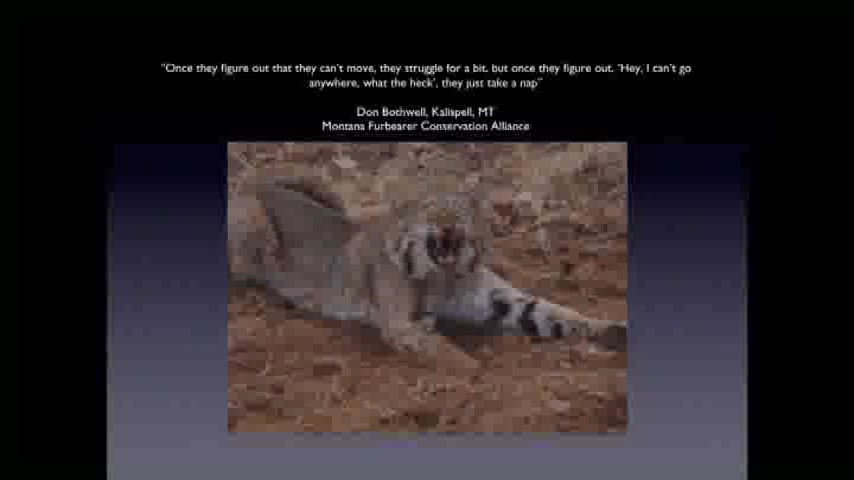 "Once they figure out that they can't move, they struggle for a bit. but once they figure out. 'Hey, I can't go
anywhere, what the heck', they just take a nap"
Don Bothwell, Kalispell, MT
Montana Furbearer Conservation Alliance